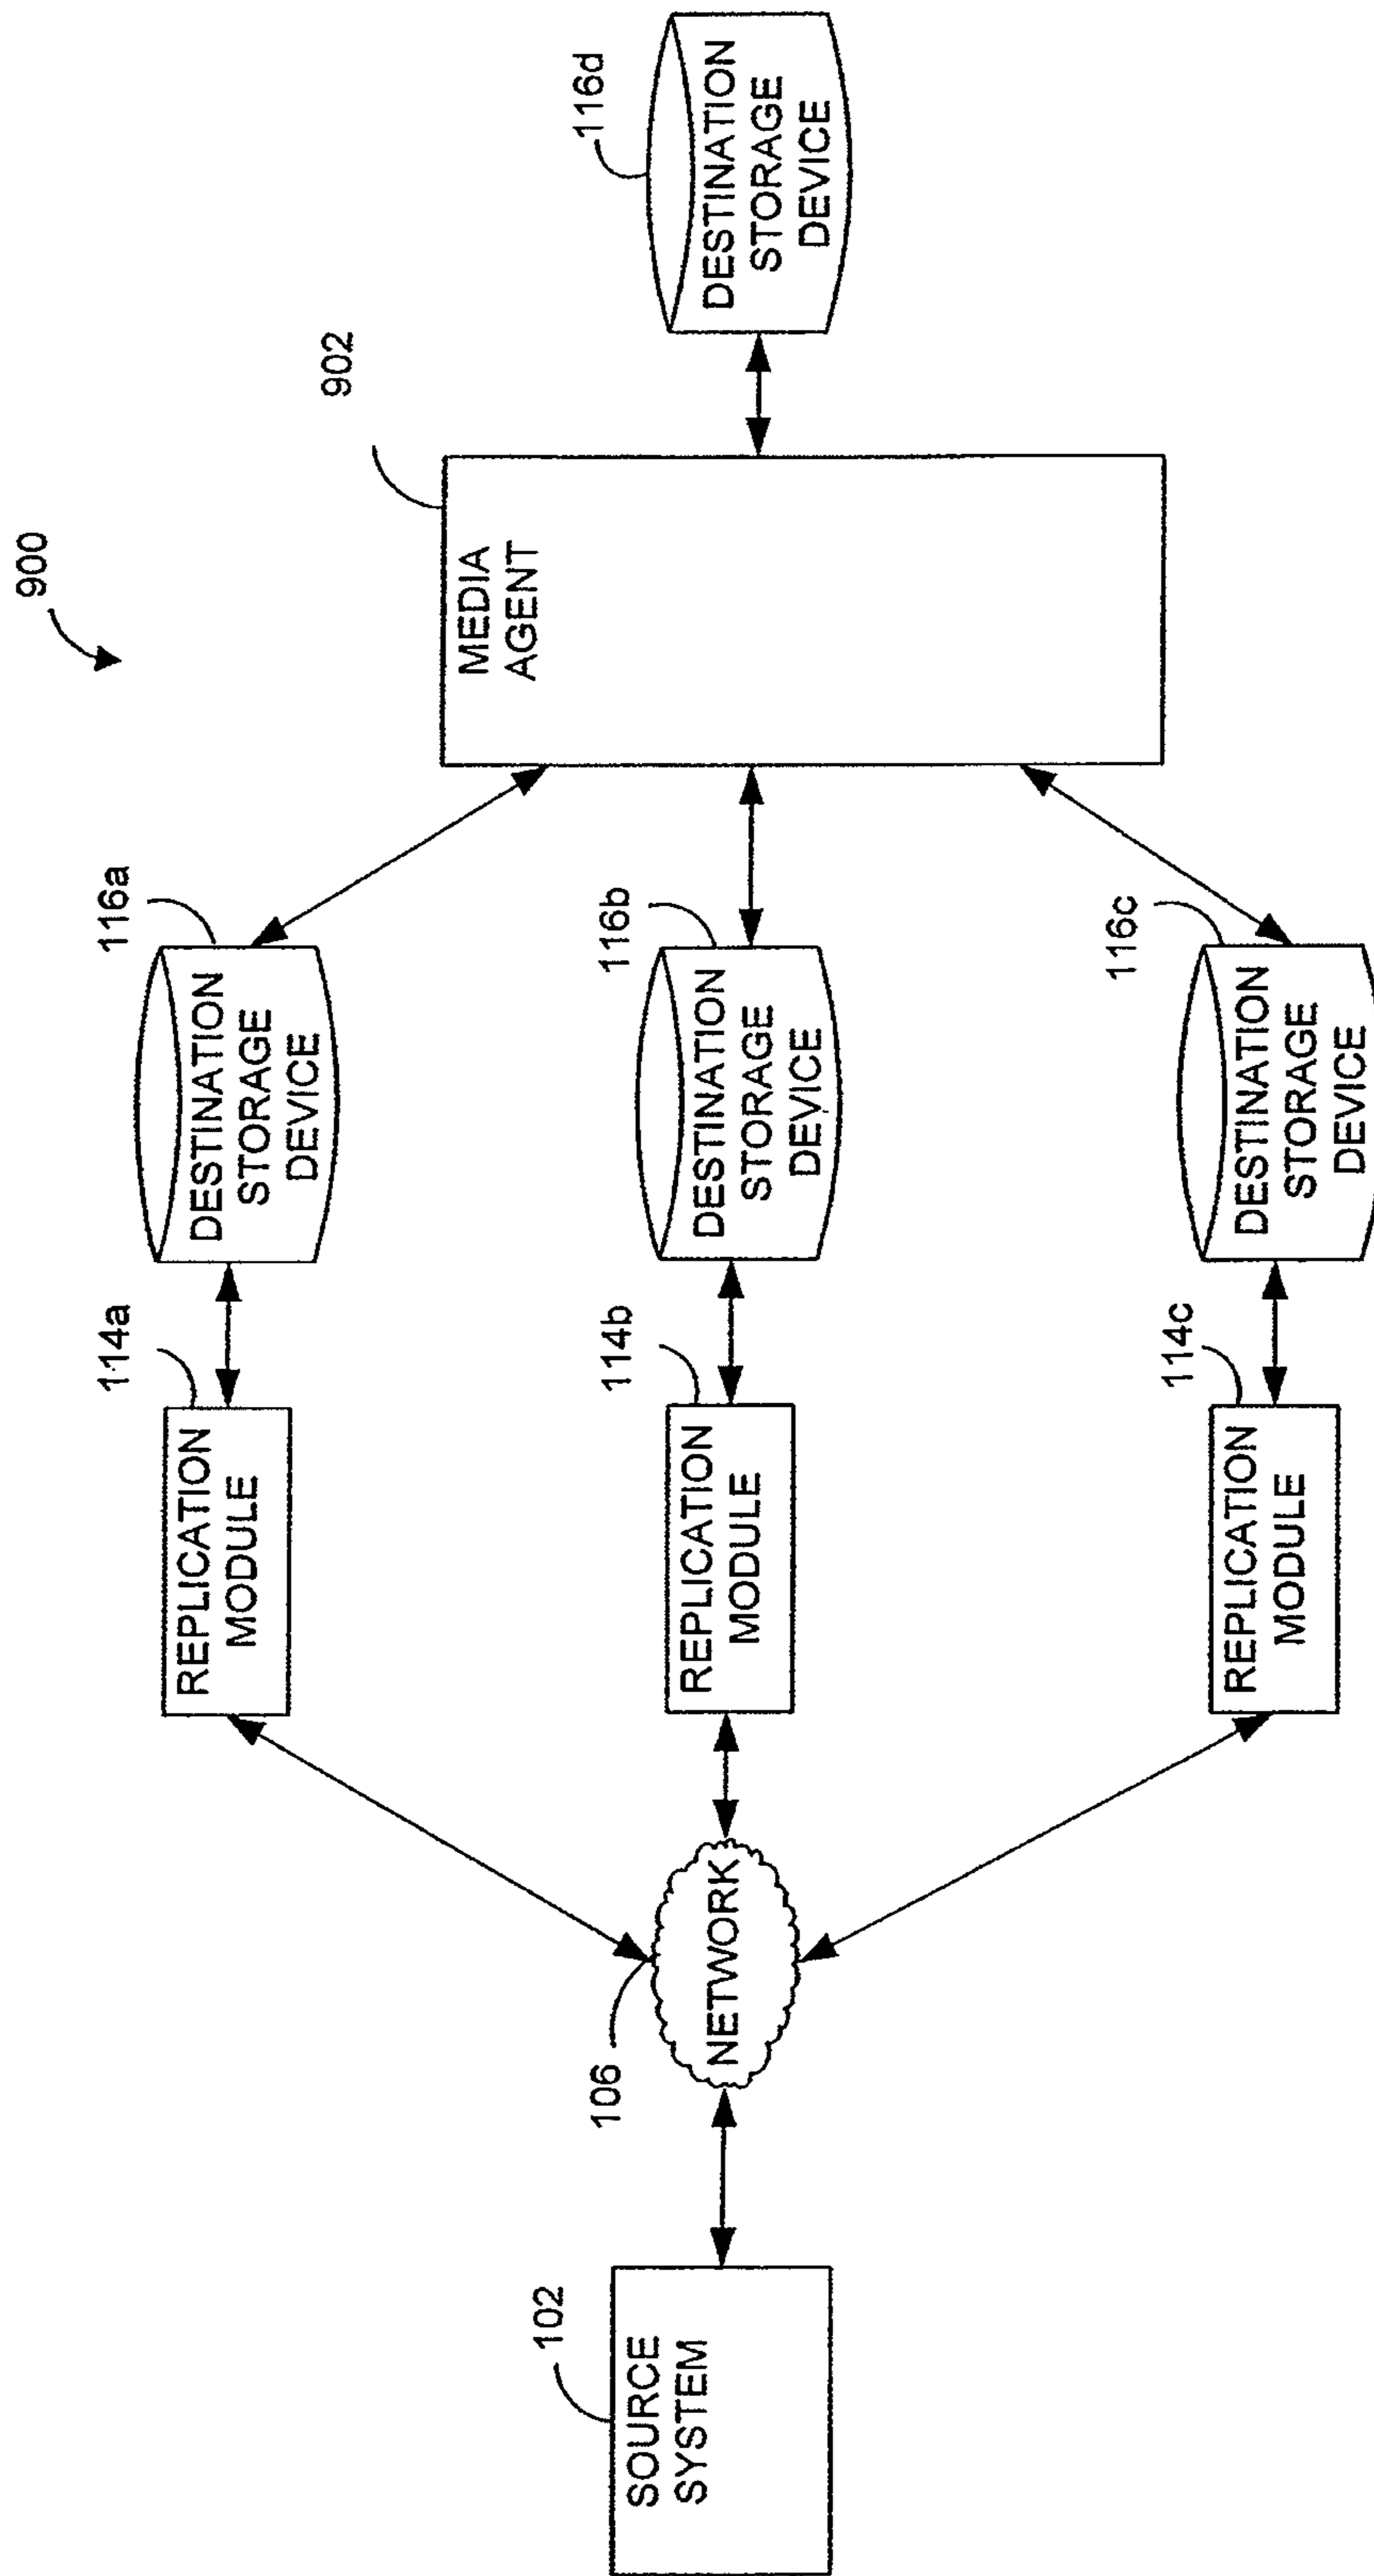 900
102
SOURCE
SYSTEM
106
NETWORK
114a
REPLICATION
MODULE
116a
DESTINATION
STORAGE
DEVICE
114b
REPLICATION
MODULE
116b
DESTINATION
STORAGE
DEVICE
114c
REPLICATION
MODULE
116c
DESTINATION
STORAGE
DEVICE
902
MEDIA
AGENT
116d
DESTINATION
STORAGE
DEVICE